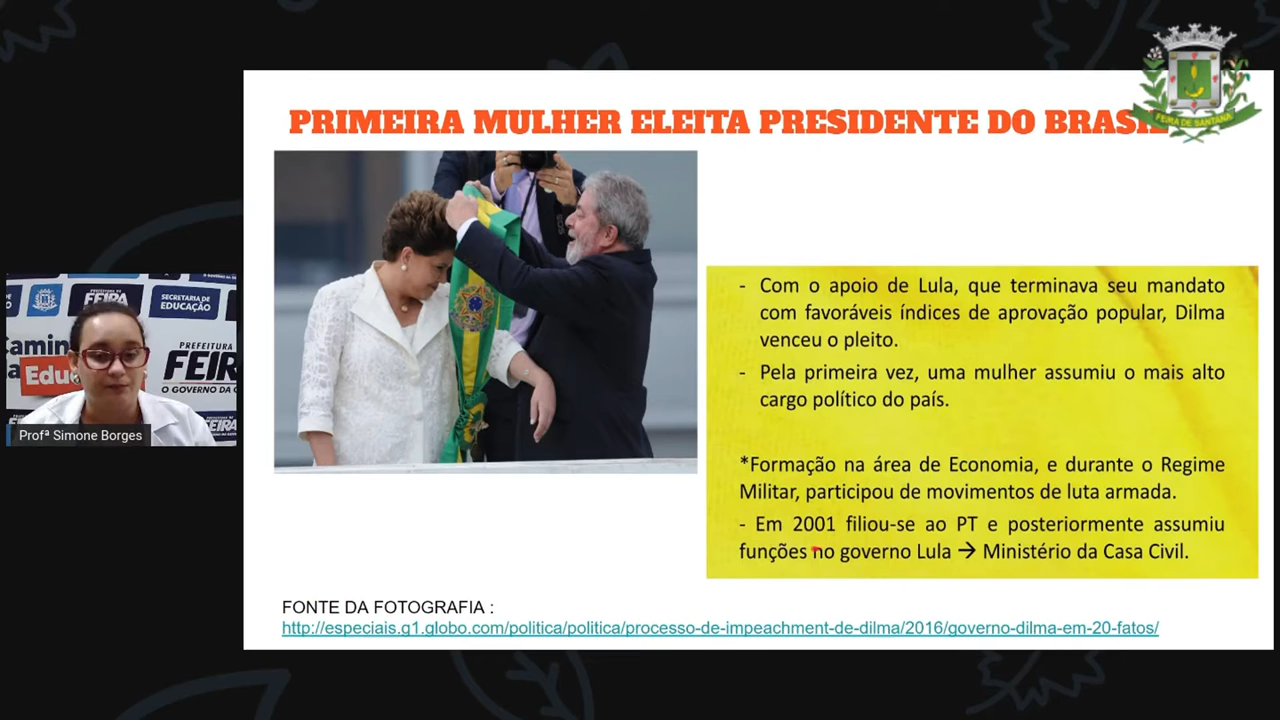 PRIMEIRA MULHER ELEITA PRESIDENTE DO BRASIL
FEIRA DE SANTANA
- Com o apoio de Lula, que terminava seu mandato
com favoráveis índices de aprovação popular, Dilma
venceu o pleito.
- Pela primeira vez, uma mulher assumiu o mais alto
cargo político do país.
*Formação na área de Economia, e durante o Regime
Militar, participou de movimentos de luta armada.
- Em 2001 filiou-se ao PT e posteriormente assumiu
funções no governo Lula → Ministério da Casa Civil.
SECRETARIA DE
EDUCAÇÃO
FEIRA
PREFEITURA
FEIR
O GOVERNO DA
Camin
Edu
Profª Simone Borges
FONTE DA FOTOGRAFIA :
http://especiais.g1.globo.com/politica/politica/processo-de-impeachment-de-dilma/2016/governo-dilma-em-20-fatos/